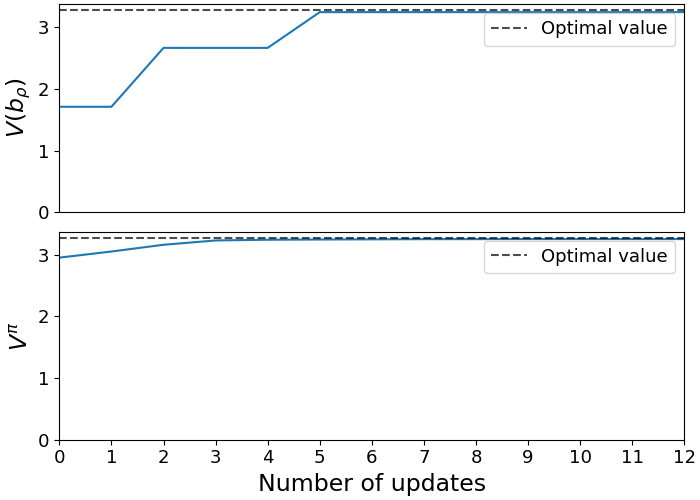 3
2
1
0
V(b_ρ)
Optimal value
3
2
1
0
V^π
Optimal value
0 1 2 3 4 5 6 7 8 9 10 11 12
Number of updates